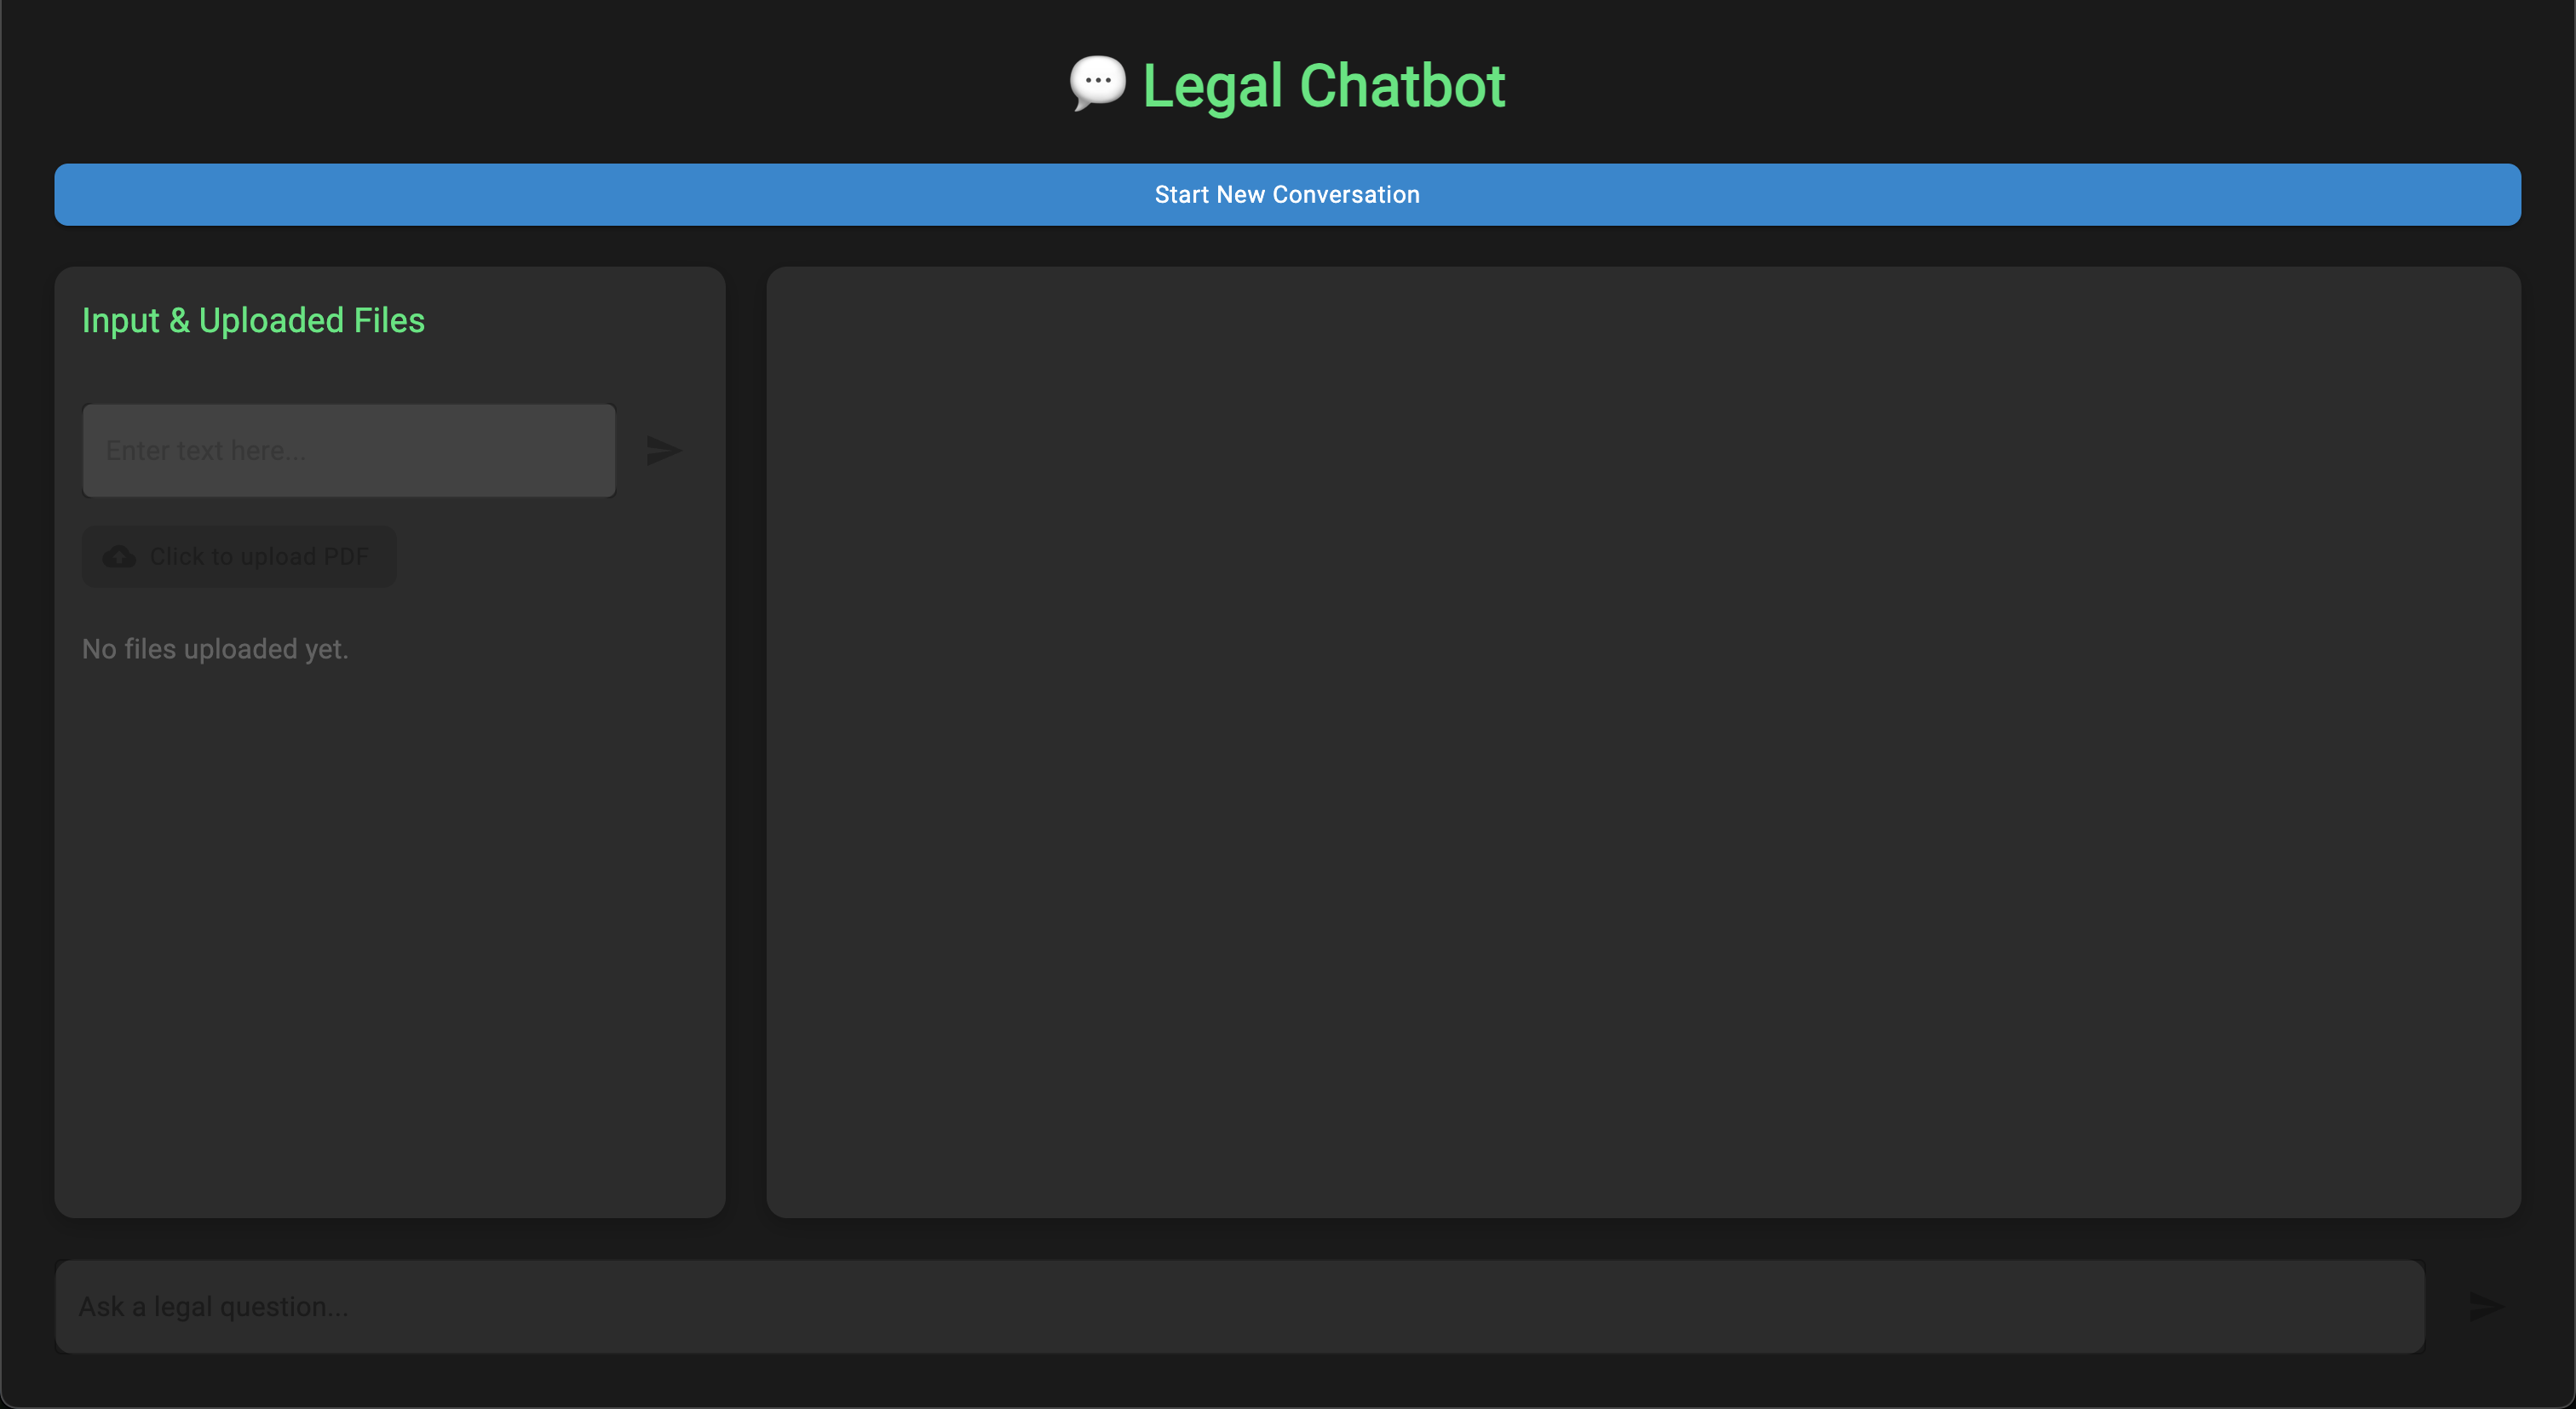 Legal Chatbot
Start New Conversation
Input & Uploaded Files
Enter text here...
Click to upload PDF
No files uploaded yet.
Ask a legal question...